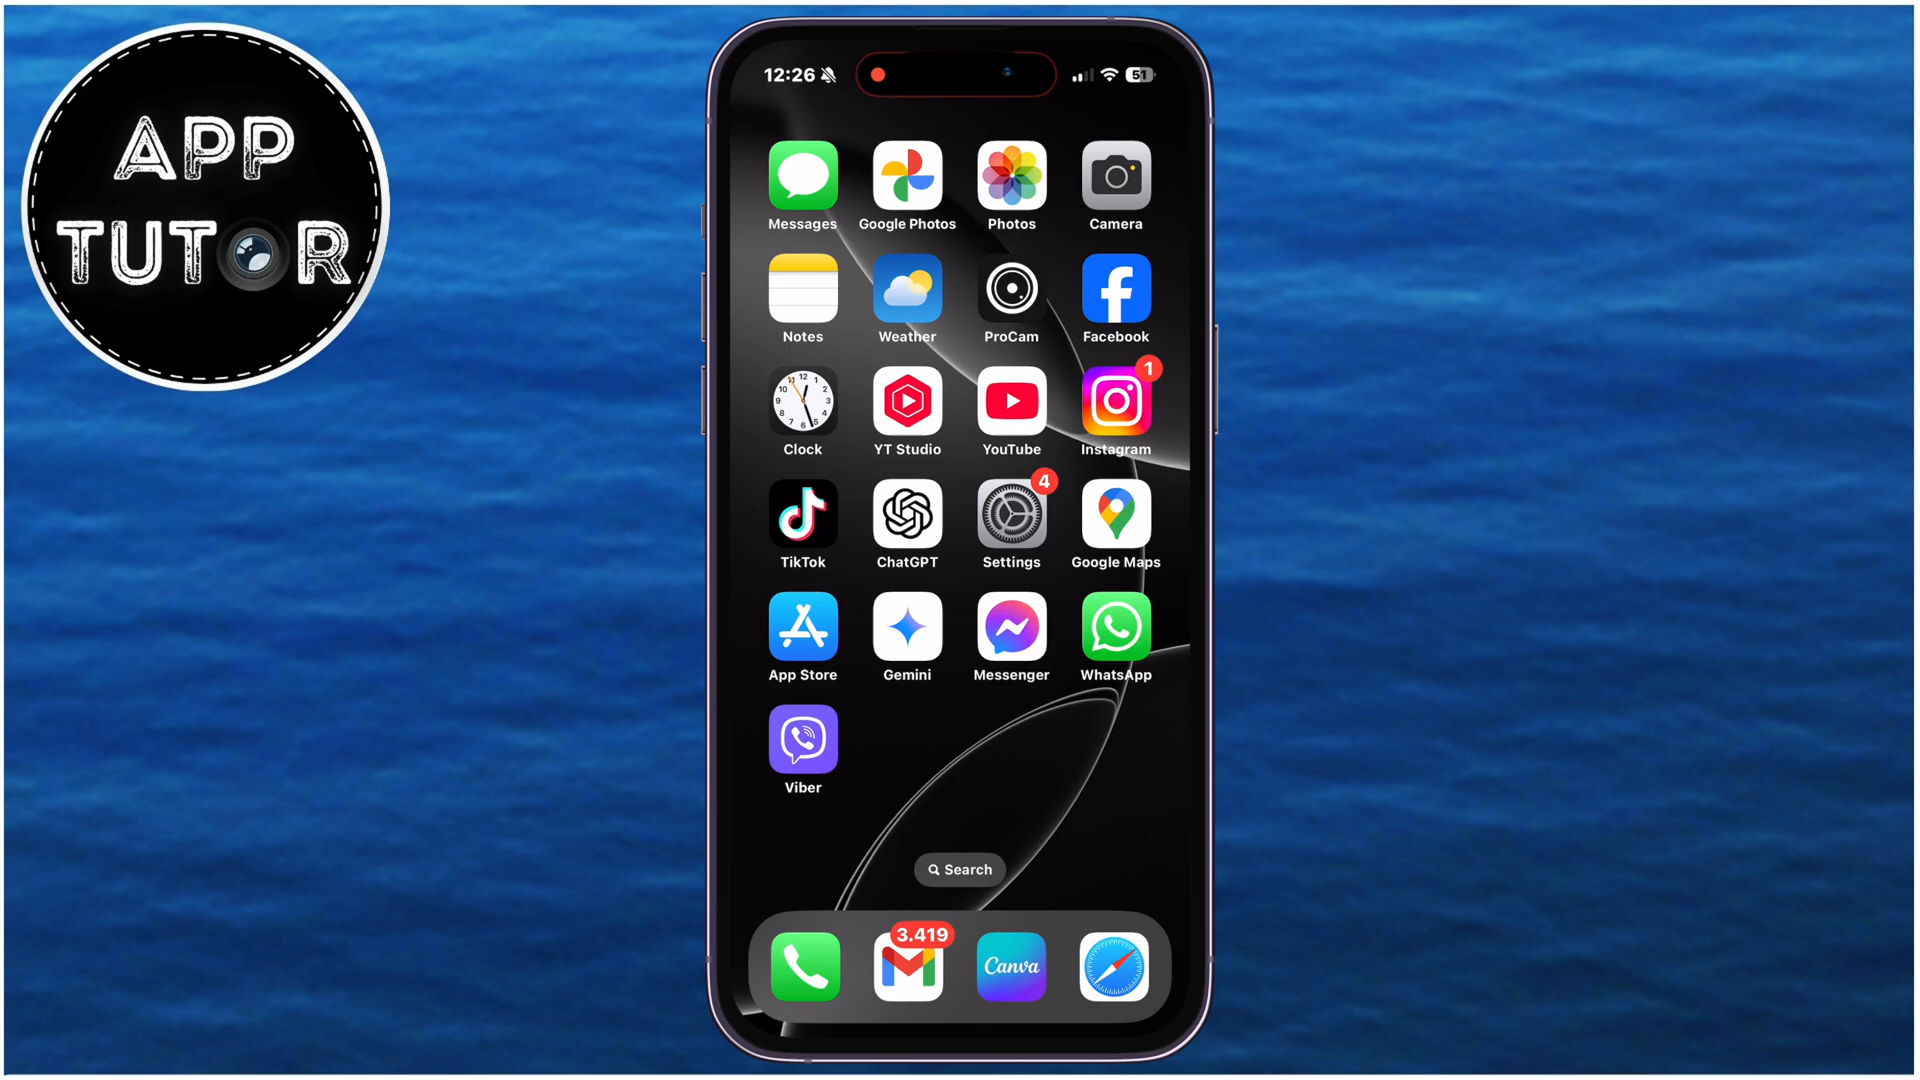 APP
TUTOR
12:26
51
Messages
Google Photos
Photos
Camera
Notes
Weather
ProCam
Facebook
1
Clock
YT Studio
YouTube
Instagram
4
TikTok
ChatGPT
Settings
Google Maps
App Store
Gemini
Messenger
WhatsApp
Viber
Search
3.419
Canva